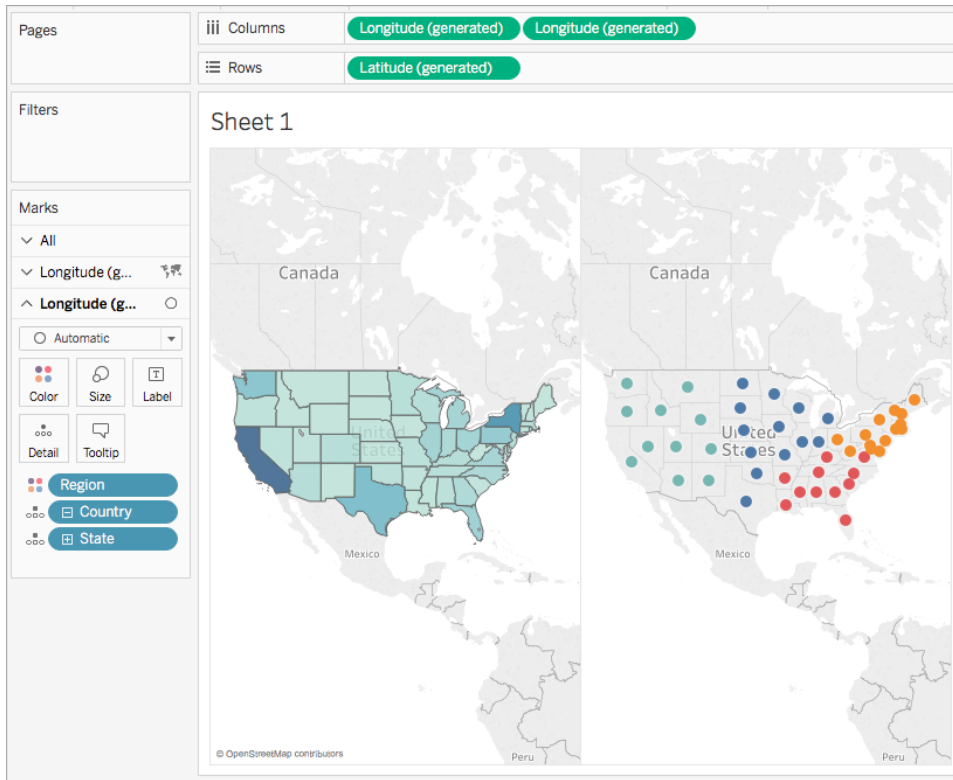 Pages
Columns
Longitude (generated)
Longitude (generated)
Rows
Latitude (generated)
Filters
Sheet 1
Marks
All
Longitude (g...
Longitude (g...
Automatic
Color
Size
T
Label
Detail
Tooltip
Region
Country
State
Canada
United
States
Mexico
© OpenStreetMap contributors
Peru
Canada
United
States
Mexico
Peru